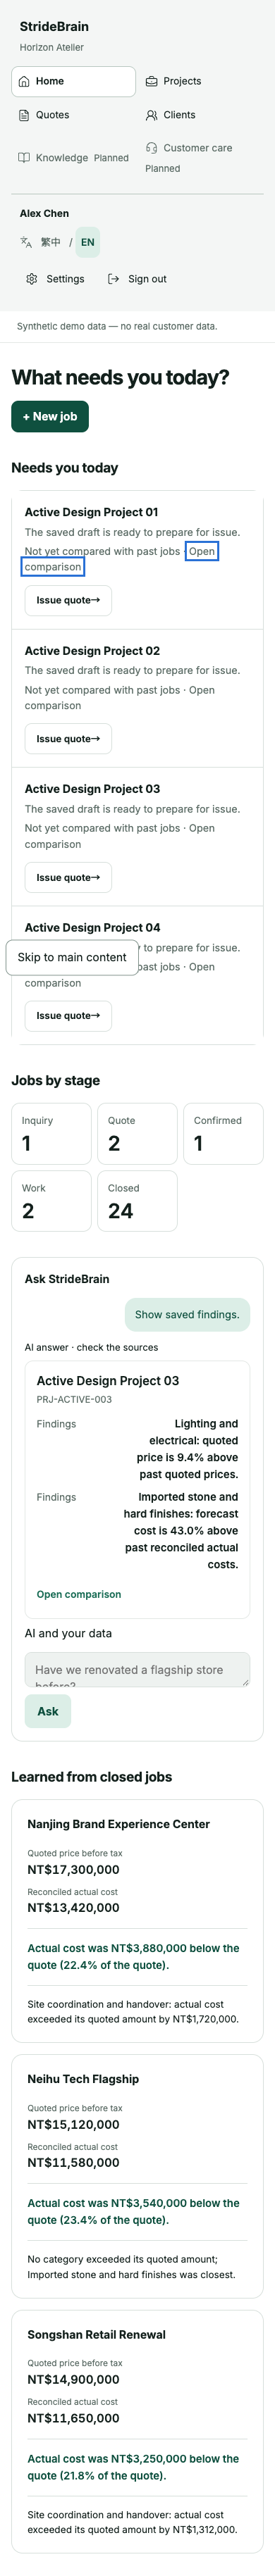 StrideBrain
Horizon Atelier
Home
Projects
Quotes
Clients
Knowledge Planned
Customer care
Planned
Alex Chen
繁中 / EN
Settings
Sign out
Synthetic demo data — no real customer data.
What needs you today?
+ New job
Needs you today
Active Design Project 01
The saved draft is ready to prepare for issue.
Not yet compared with past jobs · Open
comparison
Issue quote→
Active Design Project 02
The saved draft is ready to prepare for issue.
Not yet compared with past jobs · Open
comparison
Issue quote→
Active Design Project 03
The saved draft is ready to prepare for issue.
Not yet compared with past jobs · Open
comparison
Issue quote→
Active Design Project 04
to prepare for issue.
Skip to main content
past jobs · Open
comparison
Issue quote→
Jobs by stage
Inquiry
1
Quote
2
Confirmed
1
Work
2
Closed
24
Ask StrideBrain
Show saved findings.
AI answer · check the sources
Active Design Project 03
PRJ-ACTIVE-003
Findings
Lighting and
electrical: quoted
price is 9.4% above
past quoted prices.
Findings
Imported stone and
hard finishes: forecast
cost is 43.0% above
past reconciled actual
costs.
Open comparison
AI and your data
Have we renovated a flagship store
before?
Ask
Learned from closed jobs
Nanjing Brand Experience Center
Quoted price before tax
NT$17,300,000
Reconciled actual cost
NT$13,420,000
Actual cost was NT$3,880,000 below the
quote (22.4% of the quote).
Site coordination and handover: actual cost
exceeded its quoted amount by NT$1,720,000.
Neihu Tech Flagship
Quoted price before tax
NT$15,120,000
Reconciled actual cost
NT$11,580,000
Actual cost was NT$3,540,000 below the
quote (23.4% of the quote).
No category exceeded its quoted amount;
Imported stone and hard finishes was closest.
Songshan Retail Renewal
Quoted price before tax
NT$14,900,000
Reconciled actual cost
NT$11,650,000
Actual cost was NT$3,250,000 below the
quote (21.8% of the quote).
Site coordination and handover: actual cost
exceeded its quoted amount by NT$1,312,000.